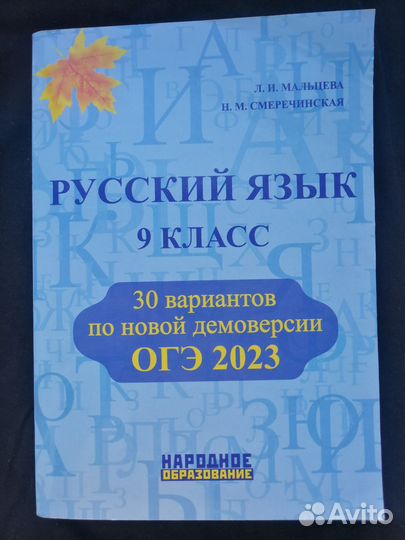 Л. И. МАЛЬЦЕВА
Н. М. СМЕРЕЧИНСКАЯ
РУССКИЙ ЯЗЫК
9 КЛАСС
30 вариантов
по новой демоверсии
ОГЭ 2023
НАРОДНОЕ
ОБРАЗОВАНИЕ
Avito